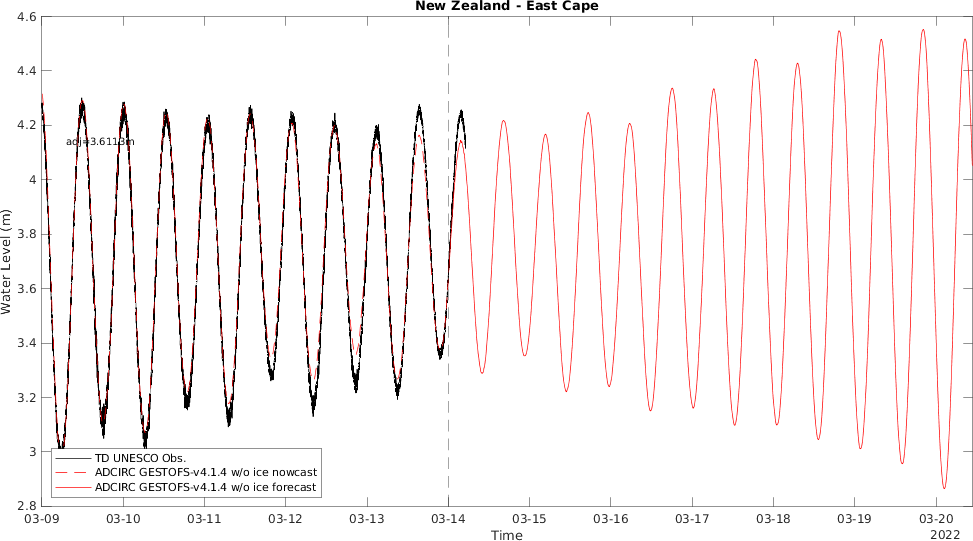 New Zealand - East Cape
Water Level (m)
4.6
4.4
4.2
4
3.8
3.6
3.4
3.2
3
2.8
adj=3.6113m
TD UNESCO Obs.
ADCIRC GESTOFS-v4.1.4 w/o ice nowcast
ADCIRC GESTOFS-v4.1.4 w/o ice forecast
03-09 03-10 03-11 03-12 03-13 03-14 03-15 03-16 03-17 03-18 03-19 03-20
Time
2022